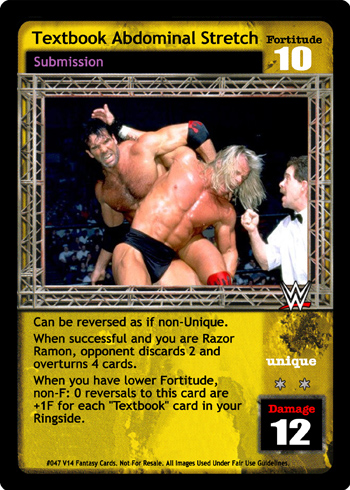 Textbook Abdominal Stretch
Fortitude
10
Submission
W
Can be reversed as if non-Unique.
When successful and you are Razor
Ramon, opponent discards 2 and
overturns 4 cards.
When you have lower Fortitude,
non-F: 0 reversals to this card are
+1F for each "Textbook" card in your
Ringside.
unique
Damage
12
#047 V14 Fantasy Cards. Not For Resale. All Images Used Under Fair Use Guidelines.